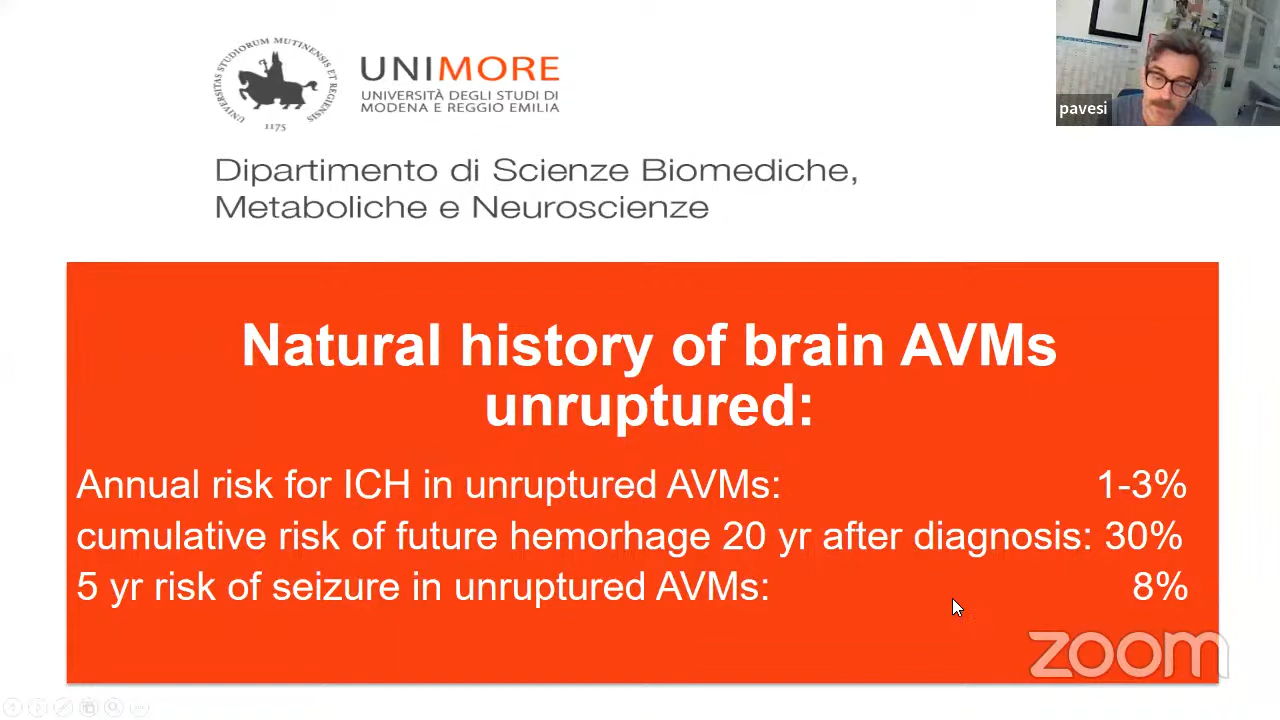 UNIVERSITAS STUDIORUM MUTINENSIS ET REGIENSIS
1175
UNIMORE
UNIVERSITÀ DEGLI STUDI DI
MODENA E REGGIO EMILIA
pavesi
Dipartimento di Scienze Biomediche,
Metaboliche e Neuroscienze
Natural history of brain AVMs
unruptured:
Annual risk for ICH in unruptured AVMs: 1-3%
cumulative risk of future hemorhage 20 yr after diagnosis: 30%
5 yr risk of seizure in unruptured AVMs: 8%
zoom